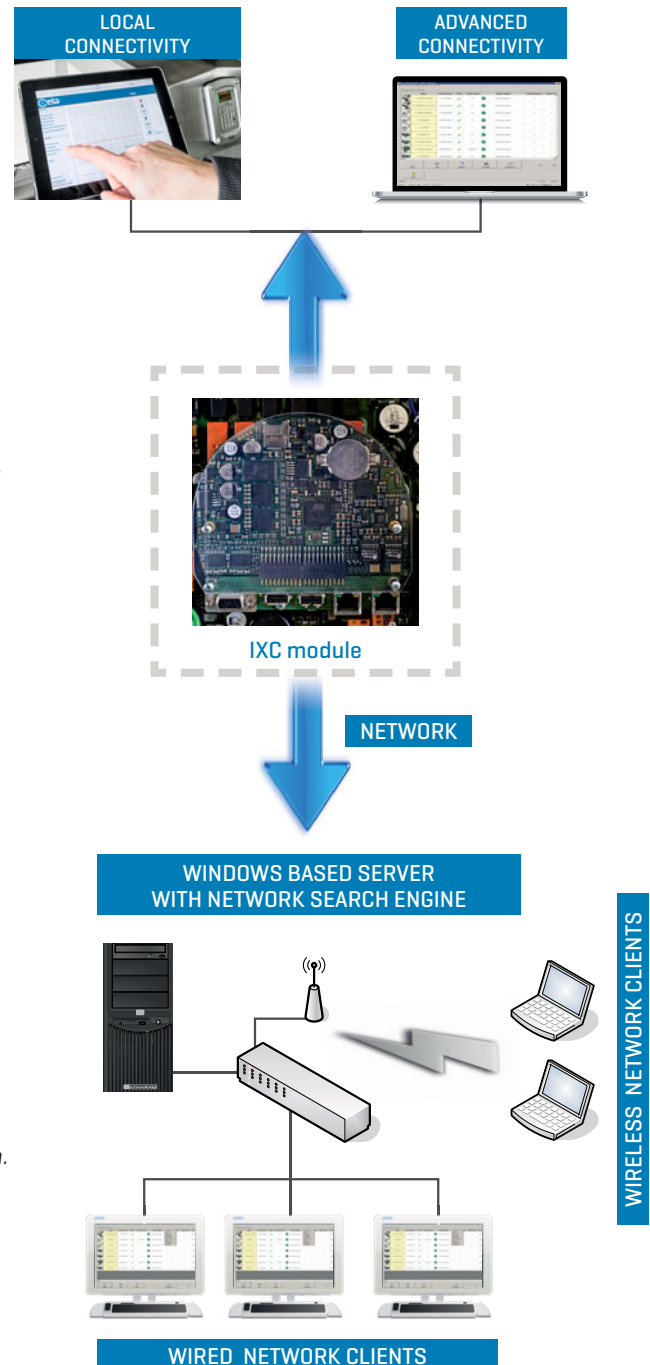 LOCAL
CONNECTIVITY
ADVANCED
CONNECTIVITY
ceia
IXC module
NETWORK
WINDOWS BASED SERVER
WITH NETWORK SEARCH ENGINE
WIRELESS NETWORK CLIENTS
n.
WIRED NETWORK CLIENTS